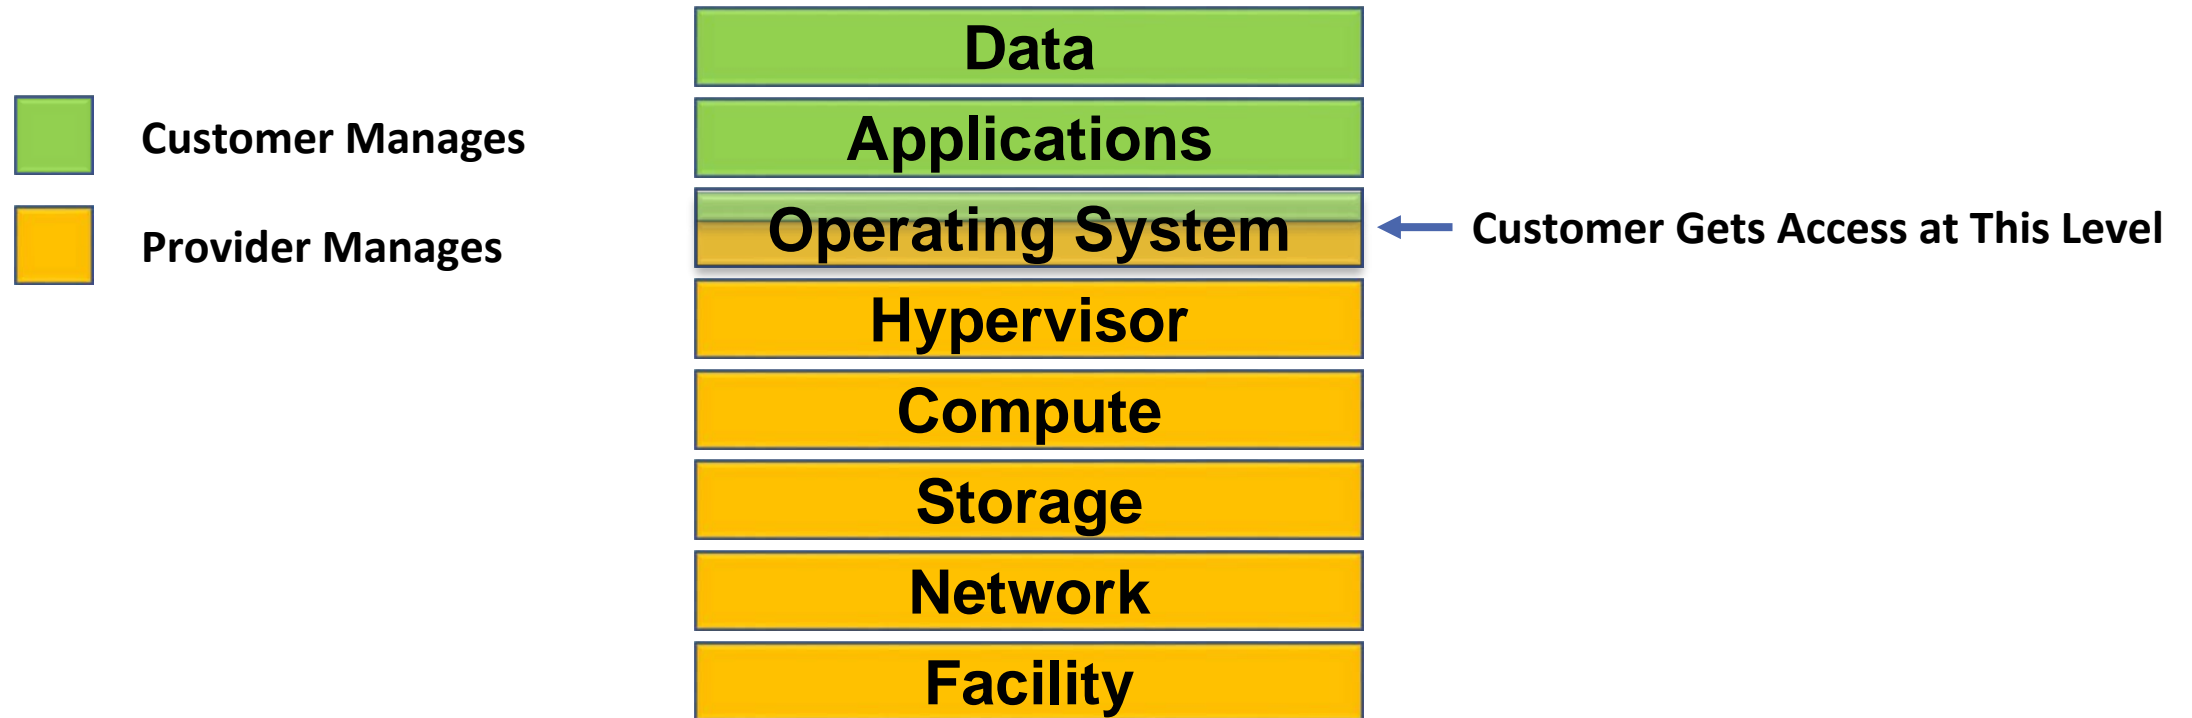 Data
Customer Manages
Applications
Provider Manages
Operating System
Customer Gets Access at This Level
Hypervisor
Compute
Storage
Network
Facility